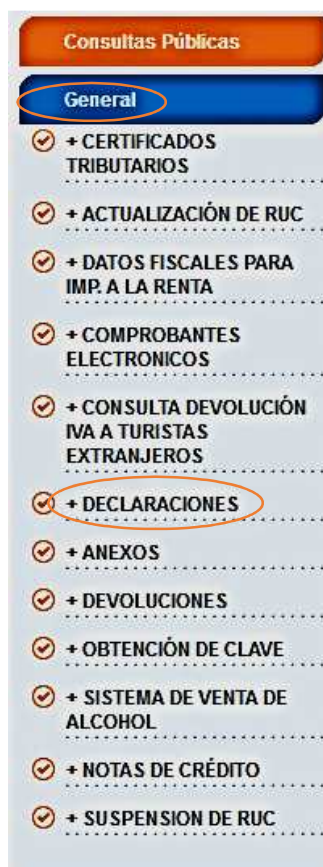 Consultas Públicas
General
+ CERTIFICADOS
TRIBUTARIOS
+ ACTUALIZACIÓN DE RUC
+ DATOS FISCALES PARA
IMP. A LA RENTA
+ COMPROBANTES
ELECTRONICOS
+ CONSULTA DEVOLUCIÓN
IVA A TURISTAS
EXTRANJEROS
+ DECLARACIONES
+ ANEXOS
+ DEVOLUCIONES
+ OBTENCIÓN DE CLAVE
+ SISTEMA DE VENTA DE
ALCOHOL
+ NOTAS DE CRÉDITO
+ SUSPENSION DE RUC